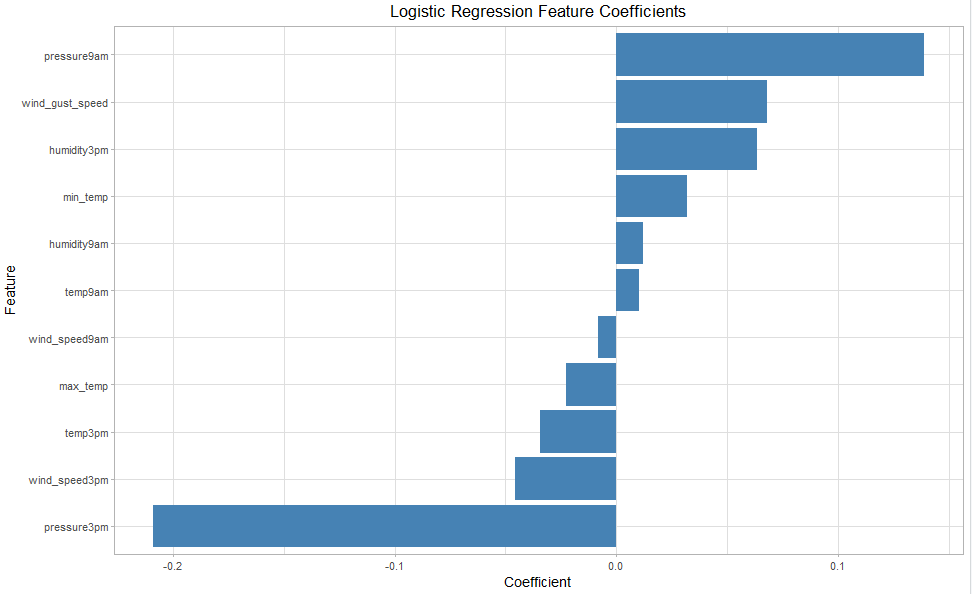 Logistic Regression Feature Coefficients
Feature
pressure9am
wind_gust_speed
humidity3pm
min_temp
humidity9am
temp9am
wind_speed9am
max_temp
temp3pm
wind_speed3pm
pressure3pm
-0.2 -0.1 0.0 0.1
Coefficient